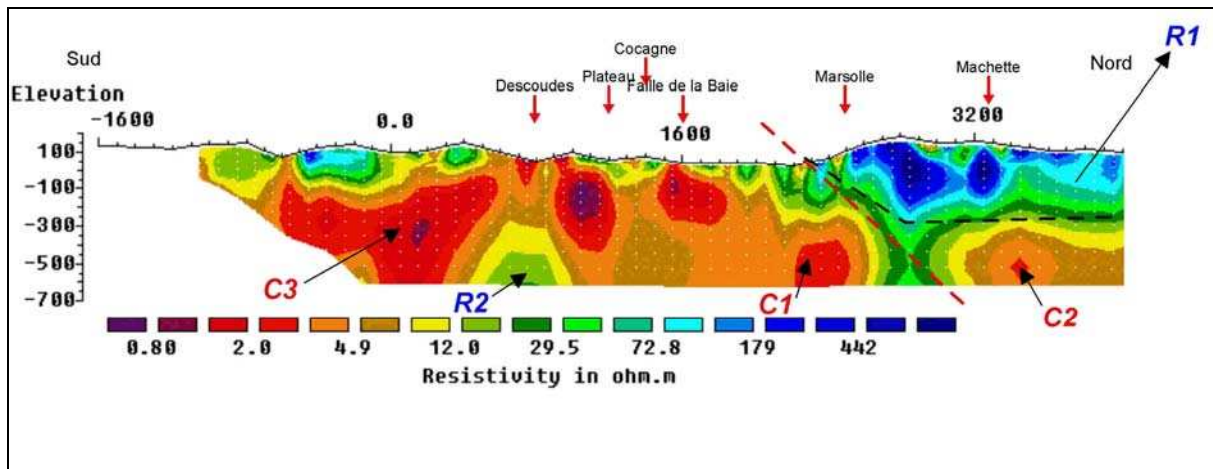 R1
Cocagne
Sud
Descoudes
Plateau
Faille de la Baie
Marsolle
Machette
Nord
Elevation
-1600
0.0
1600
3200
100
-100
-300
-500
-700
C3
R2
C1
C2
0.80 2.0 4.9 12.0 29.5 72.8 179 442
Resistivity in ohm.m